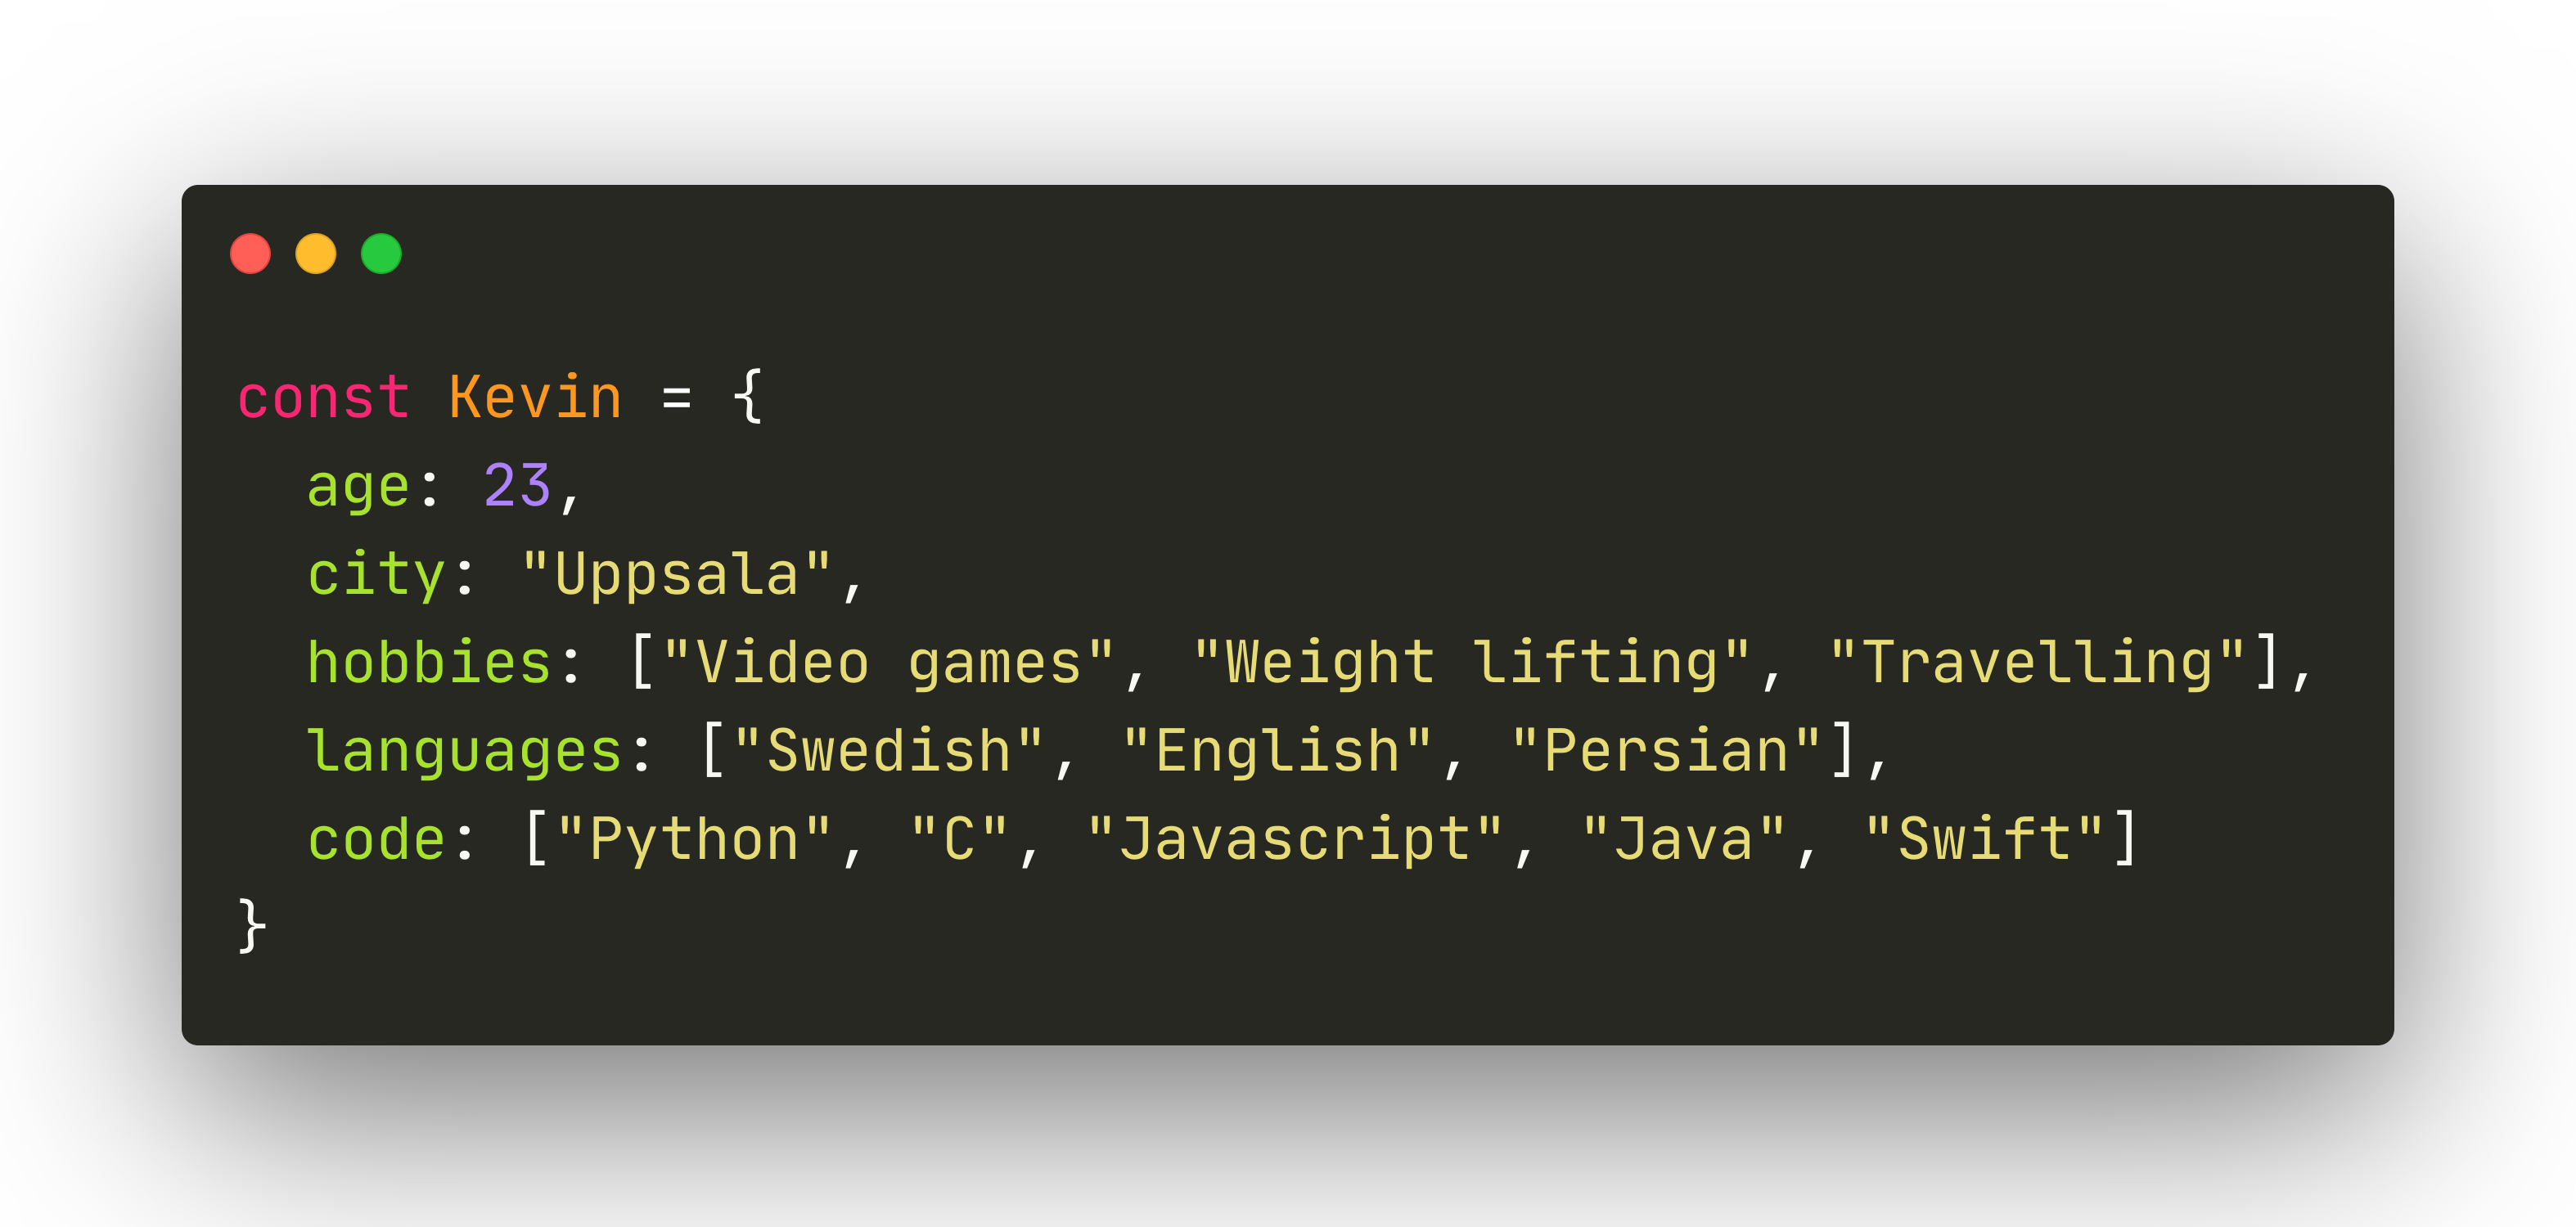 const Kevin = {
  age: 23,
  city: "Uppsala",
  hobbies: ["Video games", "Weight lifting", "Travelling"],
  languages: ["Swedish", "English", "Persian"],
  code: ["Python", "C", "Javascript", "Java", "Swift"]
}